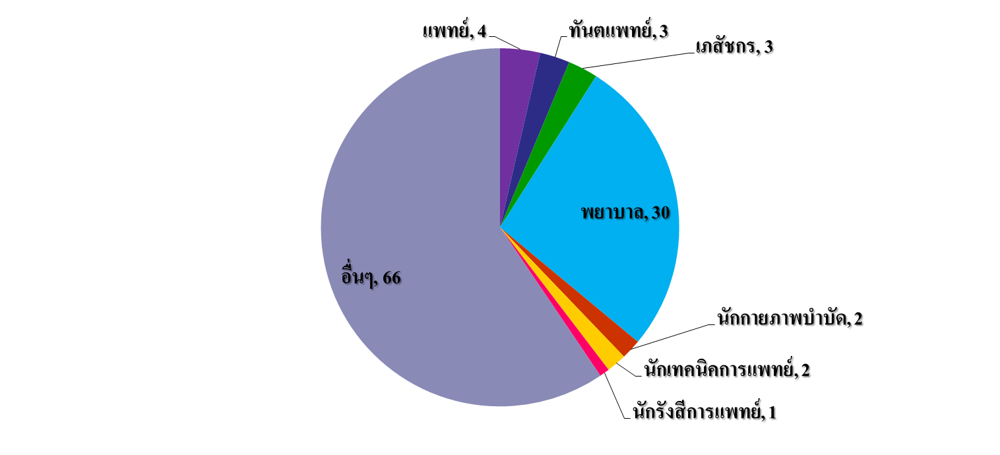 แพทย์, 4
ทันตแพทย์, 3
เภสัชกร, 3
พยาบาล, 30
อื่นๆ, 66
นักกายภาพบำบัด, 2
นักเทคนิคการแพทย์, 2
นักรังสีการแพทย์, 1